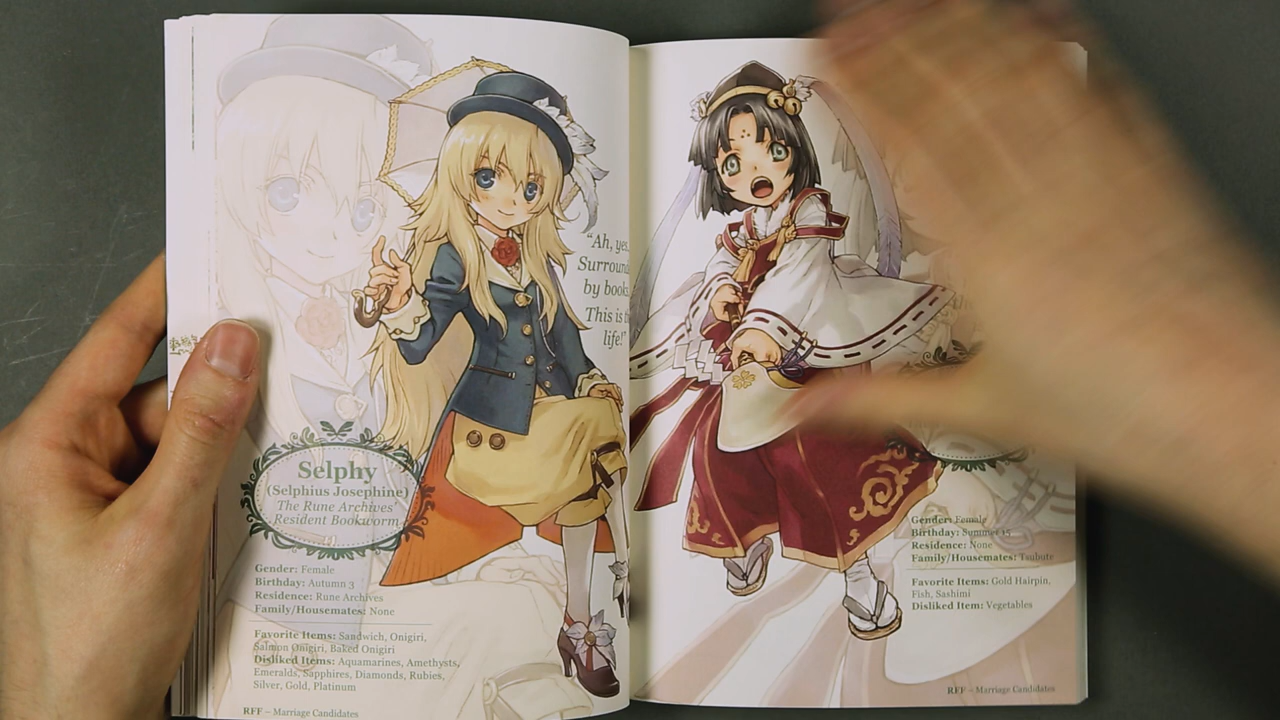 "Ah, yes.
Surroun
by books.
This is
life!"
Selphy
(Selphius Josephine)
The Rune Archives'
Resident Bookworm
Gender: Female
Birthday: Autumn 3
Residence: Rune Archives
Family/Housemates: None
Favorite Items: Sandwich, Onigiri,
Salmon Onigiri, Baked Onigiri
Disliked Items: Aquamarines, Amethysts,
Emeralds, Sapphires, Diamonds, Rubies,
Silver, Gold, Platinum
RFF – Marriage Candidates
Gender: Female
Birthday: Summer
Residence: None
Family/Housemates: Tsubute
Favorite Items: Gold Hairpin,
Fish, Sashimi
Disliked Item: Vegetables
RFF – Marriage Candidates